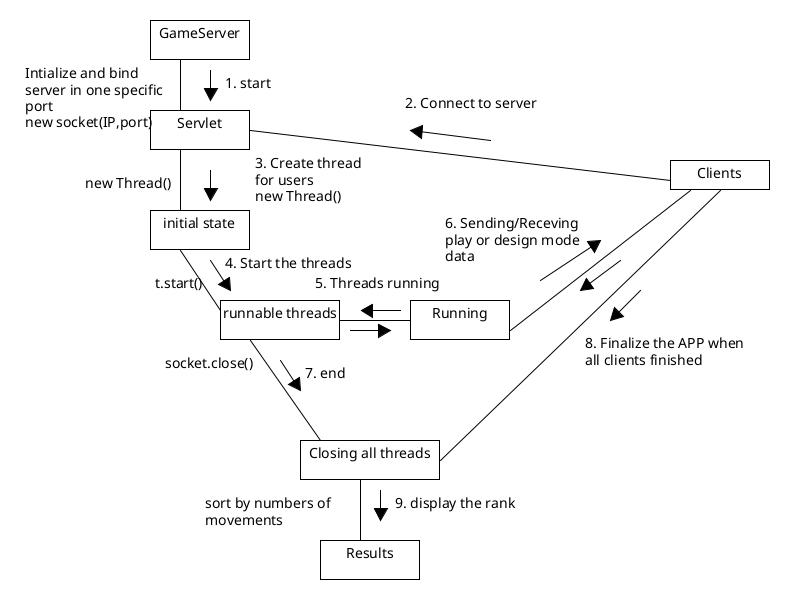 GameServer
Intialize and bind
server in one specific
port
new socket(IP,port)
1. start
2. Connect to server
Servlet
Clients
3. Create thread
for users
new Thread()
new Thread()
initial state
6. Sending/Receving
play or design mode
data
4. Start the threads
t.start()
5. Threads running
runnable threads
Running
8. Finalize the APP when
all clients finished
socket.close()
7. end
Closing all threads
sort by numbers of
movements
9. display the rank
Results